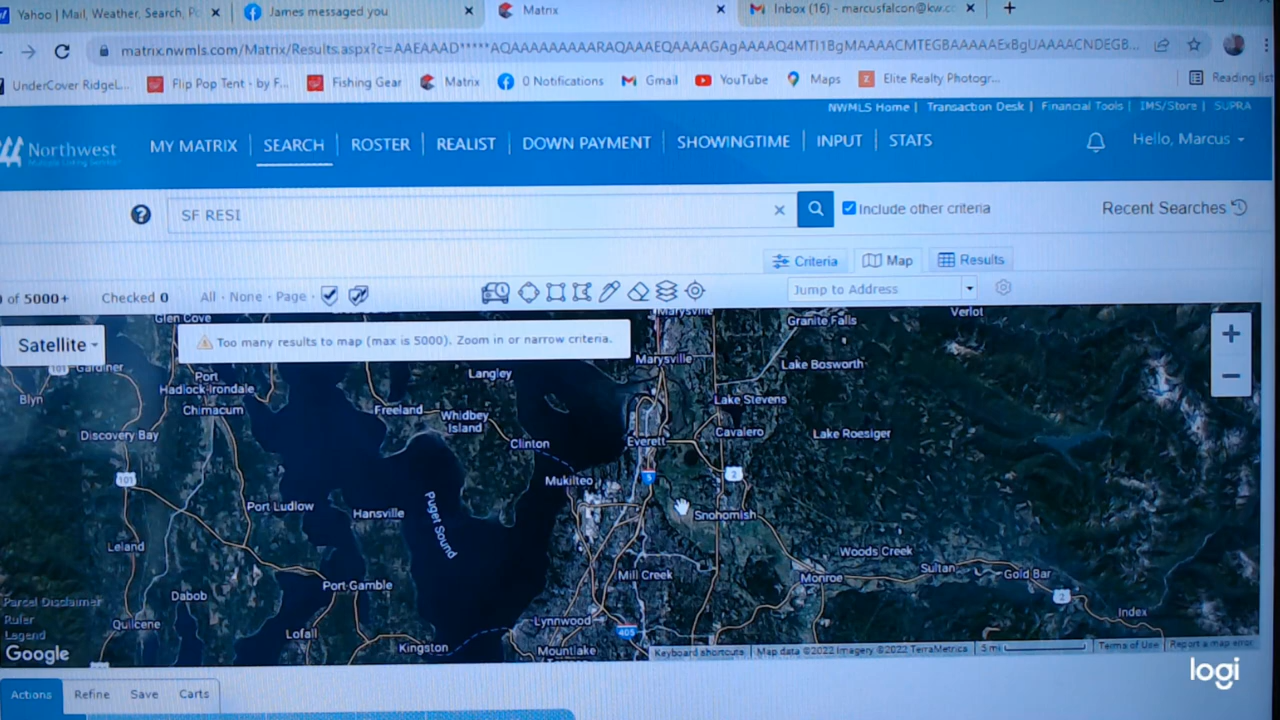 Yahoo | Mail, Weather, Search, Po
James messaged you
Matrix
Inbox (16) - marcusfalcon@kw.c
matrix.nwmls.com/Matrix/Results.aspx?c=AAEAAAD*****AQAAAAAAAAARAQAAAEQAAAAGAgAAAAQ4MTI1BgMAAAACMTEGBAAAAAExBgUAAAACNDEGB...
UnderCover RidgeL...
Flip Pop Tent - by F...
Fishing Gear
Matrix
0 Notifications
Gmail
YouTube
Maps
Elite Realty Photogr...
Reading list
NWMLS Home | Transaction Desk | Financial Tools | IMS/Store | SUPRA
Northwest
MY MATRIX
SEARCH
ROSTER
REALIST
DOWN PAYMENT
SHOWINGTIME
INPUT
STATS
Hello, Marcus
SF RESI
Include other criteria
Recent Searches
Criteria
Map
Results
of 5000+
Checked 0
All · None · Page ·
Jump to Address
Satellite
Too many results to map (max is 5000). Zoom in or narrow criteria.
Glen Cove
Marysville
Granite Falls
Verlot
Marysville
101
Gardiner
Port
Hadlock-Irondale
Langley
Lake Bosworth
Blyn
Chimacum
Freeland
Whidbey
Island
Lake Stevens
Discovery Bay
Clinton
Everett
Cavalero
Lake Roesiger
101
Mukilteo
5
2
Port Ludlow
Hansville
Puget Sound
Snohomish
Leland
Woods Creek
Port Gamble
Mill Creek
Monroe
Sultan
Gold Bar
Dabob
2
Parcel Disclaimer
Ruler
Legend
Quilcene
Lofall
Lynnwood
405
Index
Google
Kingston
Mountlake
Keyboard shortcuts
Map data ©2022 Imagery ©2022 TerraMetrics
5 mi
Terms of Use
Report a map error
logi
Actions
Refine
Save
Carts